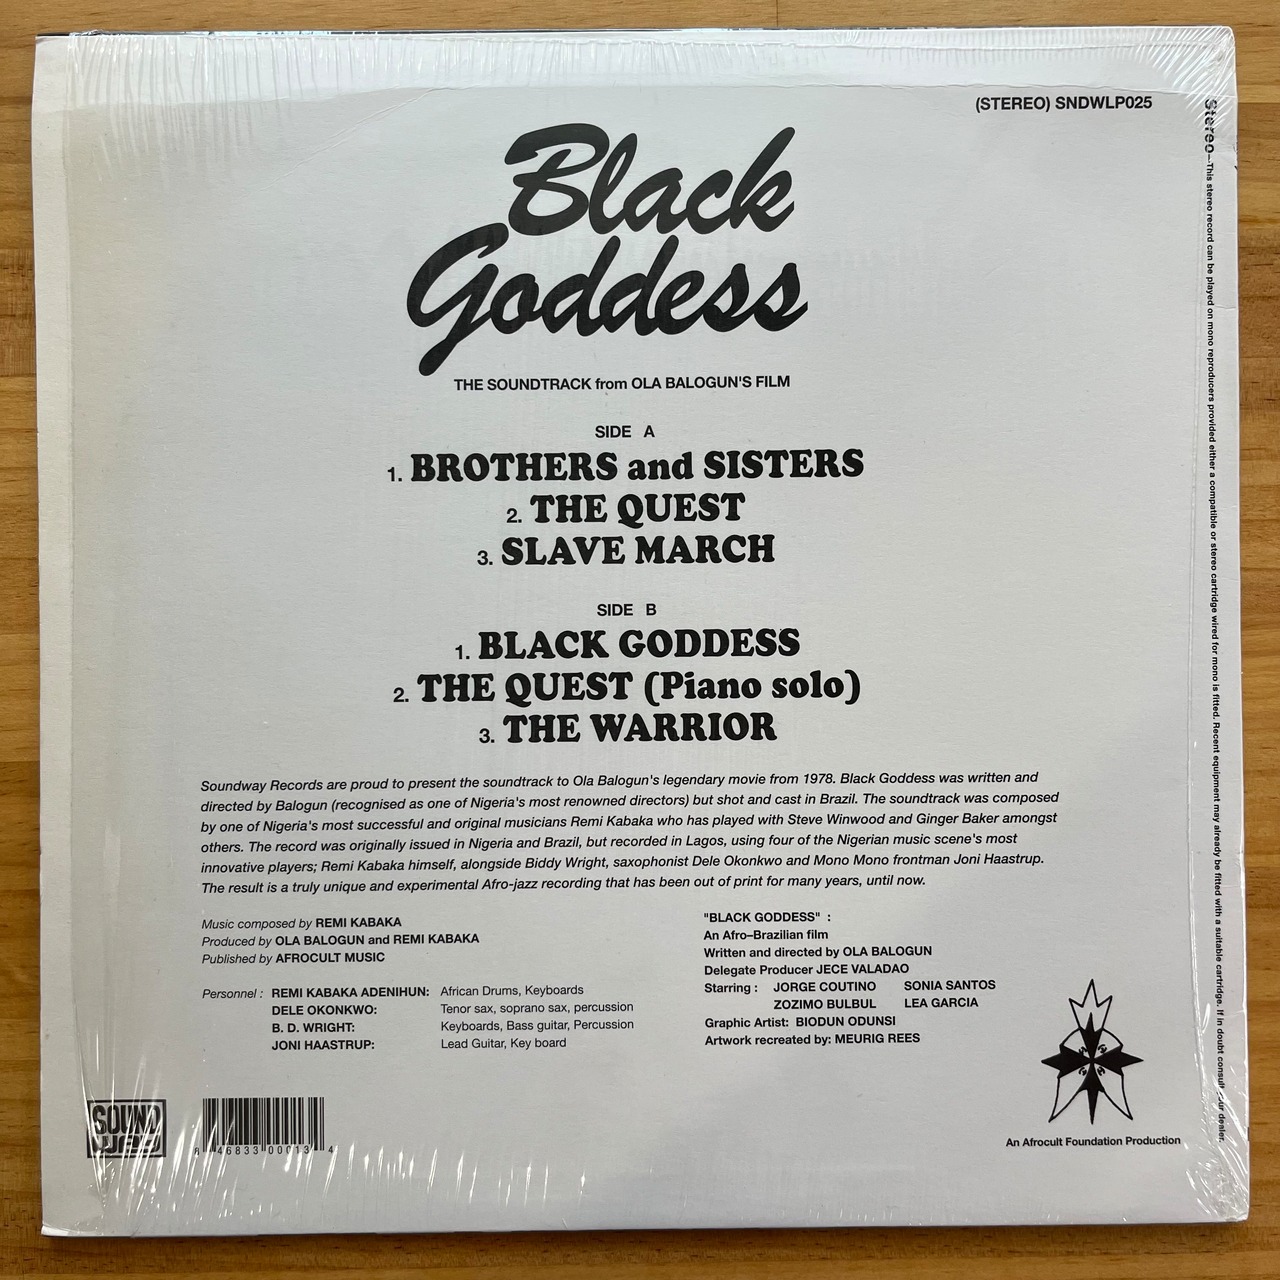 (STEREO) SNDWLP025
Black
Goddess
THE SOUNDTRACK from OLA BALOGUN'S FILM
SIDE A
1. BROTHERS and SISTERS
2. THE QUEST
3. SLAVE MARCH
SIDE B
1. BLACK GODDESS
2. THE QUEST (Piano solo)
3. THE WARRIOR
Soundway Records are proud to present the soundtrack to Ola Balogun's legendary movie from 1978. Black Goddess was written and
directed by Balogun (recognised as one of Nigeria's most renowned directors) but shot and cast in Brazil. The soundtrack was composed
by one of Nigeria's most successful and original musicians Remi Kabaka who has played with Steve Winwood and Ginger Baker amongst
others. The record was originally issued in Nigeria and Brazil, but recorded in Lagos, using four of the Nigerian music scene's most
innovative players; Remi Kabaka himself, alongside Biddy Wright, saxophonist Dele Okonkwo and Mono Mono frontman Joni Haastrup.
The result is a truly unique and experimental Afro-jazz recording that has been out of print for many years, until now.
Music composed by REMI KABAKA
Produced by OLA BALOGUN and REMI KABAKA
Published by AFROCULT MUSIC
Personnel : REMI KABAKA ADENIHUN: African Drums, Keyboards
DELE OKONKWO: Tenor sax, soprano sax, percussion
B. D. WRIGHT: Keyboards, Bass guitar, Percussion
JONI HAASTRUP: Lead Guitar, Key board
"BLACK GODDESS" :
An Afro–Brazilian film
Written and directed by OLA BALOGUN
Delegate Producer JECE VALADAO
Starring : JORGE COUTINO SONIA SANTOS
ZOZIMO BULBUL LEA GARCIA
Graphic Artist: BIODUN ODUNSI
Artwork recreated by: MEURIG REES
SOUND
WAY
8 46833 00013 4
An Afrocult Foundation Production
Stereo—This stereo record can be played on mono reproducers provided either a compatible or stereo cartridge wired for mono is fitted. Recent equipment may already be fitted with a suitable cartridge. If in doubt consult your dealer.